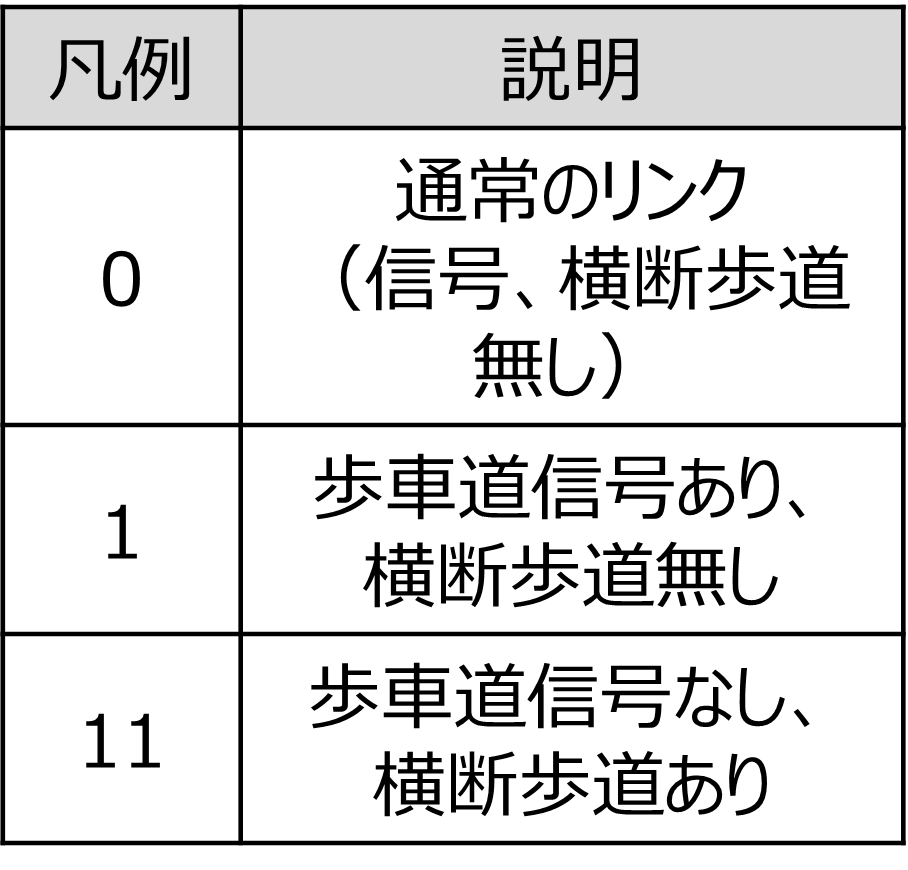 凡例 説明
0
通常のリンク
（信号、横断歩道
無し）
1
歩車道信号あり、
横断歩道無し
11
歩車道信号なし、
横断歩道あり